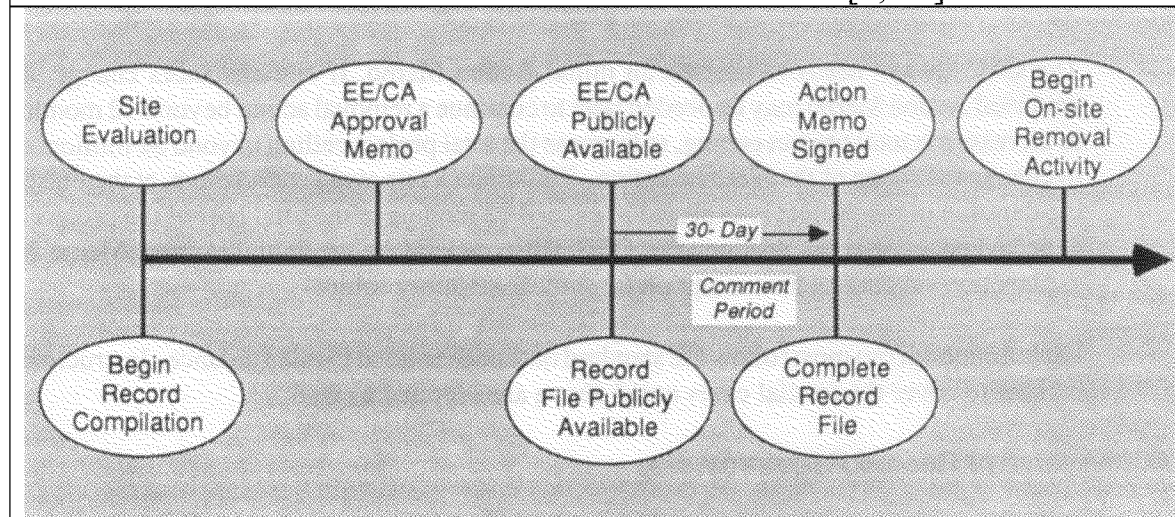 Site
Evaluation
EE/CA
Approval
Memo
EE/CA
Publicly
Available
Action
Memo
Signed
Begin
On-site
Removal
Activity
30- Day
Comment
Period
Begin
Record
Compilation
Record
File Publicly
Available
Complete
Record
File